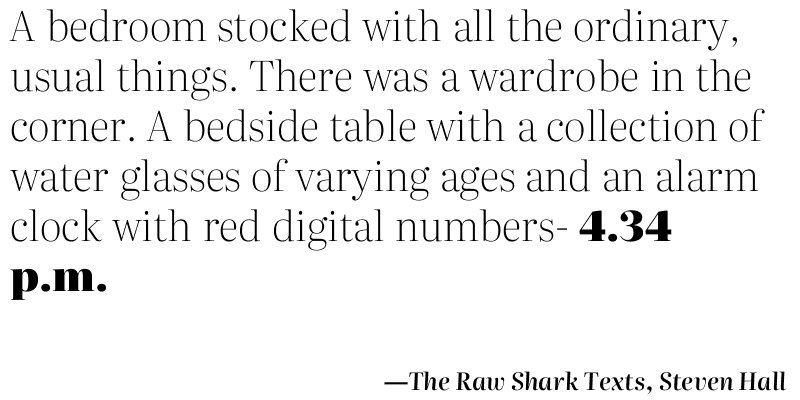 A bedroom stocked with all the ordinary,
usual things. There was a wardrobe in the
corner. A bedside table with a collection of
water glasses of varying ages and an alarm
clock with red digital numbers- 4.34
p.m.
—The Raw Shark Texts, Steven Hall